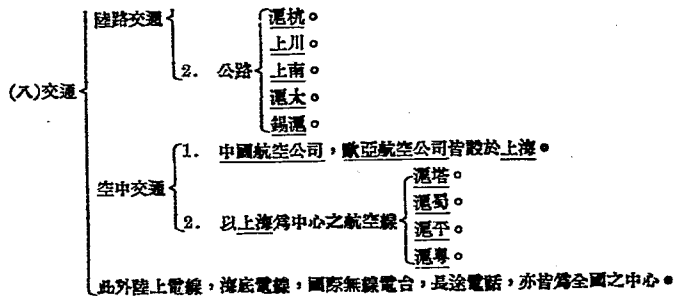 (八)交通
陸路交通
2. 公路
滬杭。
上川。
上南。
滬太。
錫滬。
空中交通
1. 中國航空公司,歐亞航空公司皆設於上海。
2. 以上海爲中心之航空線
滬塔。
滬蜀。
滬平。
滬粵。
此外陸上電線,海底電線,國際無線電台,長途電話,亦皆爲全國之中心。